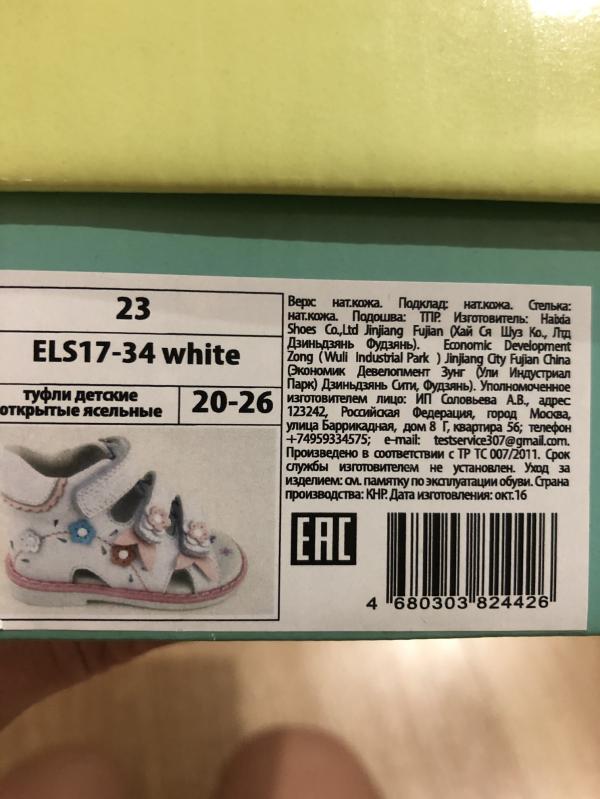 23
ELS17-34 white
туфли детские
открытые ясельные
20-26
Верх: нат.кожа. Подклад: нат.кожа. Стелька:
нат.кожа. Подошва: ТПР. Изготовитель: Haixia
Shoes Co.,Ltd Jinjiang Fujian (Хай Ся Шуз Ко., Лтд
Дзиньдзянь Фудзянь). Economic Development
Zong (Wuli Industrial Park ) Jinjiang City Fujian China
(Экономик Девелопмент Зунг (Ули Индустриал
Парк) Дзиньдзянь Сити, Фудзянь). Уполномоченное
изготовителем лицо: ИП Соловьева А.В., адрес:
123242, Российская Федерация, город Москва,
улица Баррикадная, дом 8 Г, квартира 56; телефон
+74959334575; e-mail: testservice307@gmail.com.
Произведено в соответствии с ТР ТС 007/2011. Срок
службы изготовителем не установлен. Уход за
изделием: см. памятку по эксплуатации обуви. Страна
производства: КНР. Дата изготовления: окт.16
EAC
4 680303 824426